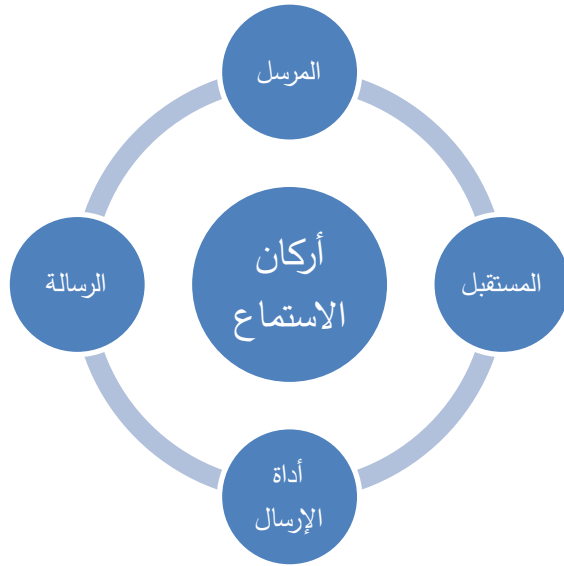 المرسل
أركان
الاستماع
المستقبل
الرسالة
أداة
الإرسال